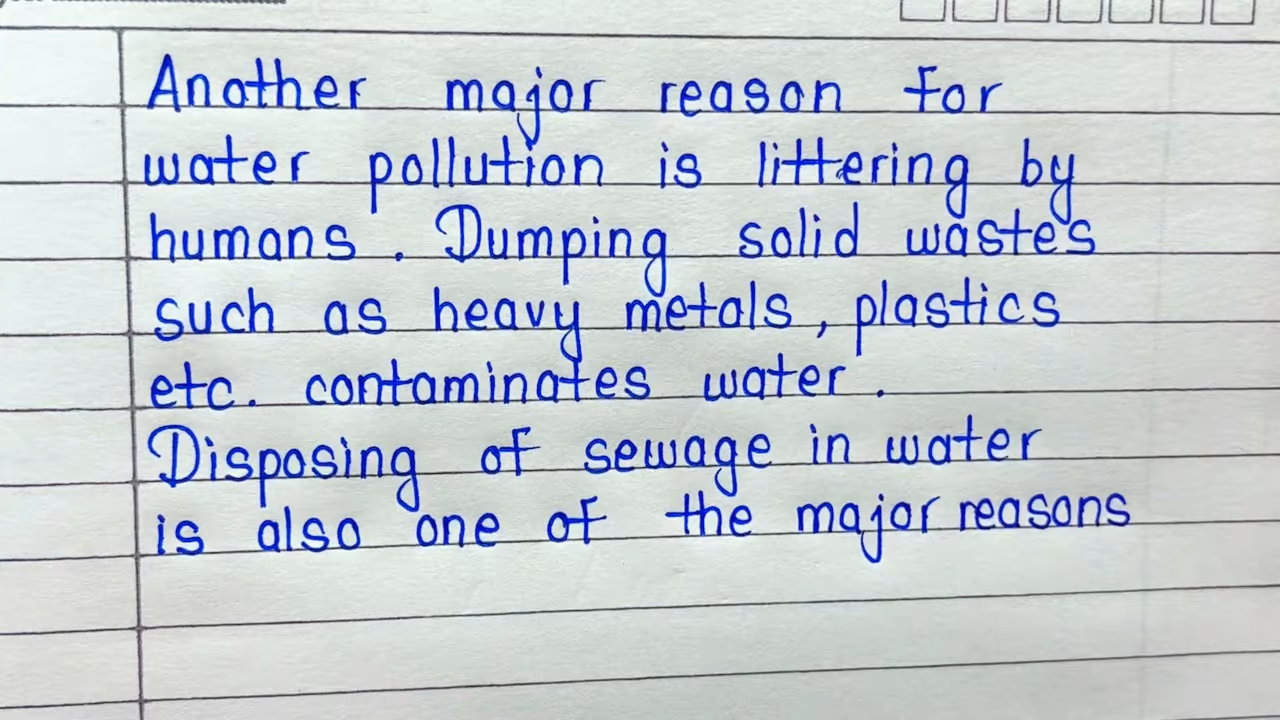 Another major reason for
water pollution is littering by
humans. Dumping solid wastes
such as heavy metals, plastics
etc. contaminates water.
Disposing of sewage in water
is also one of the major reasons